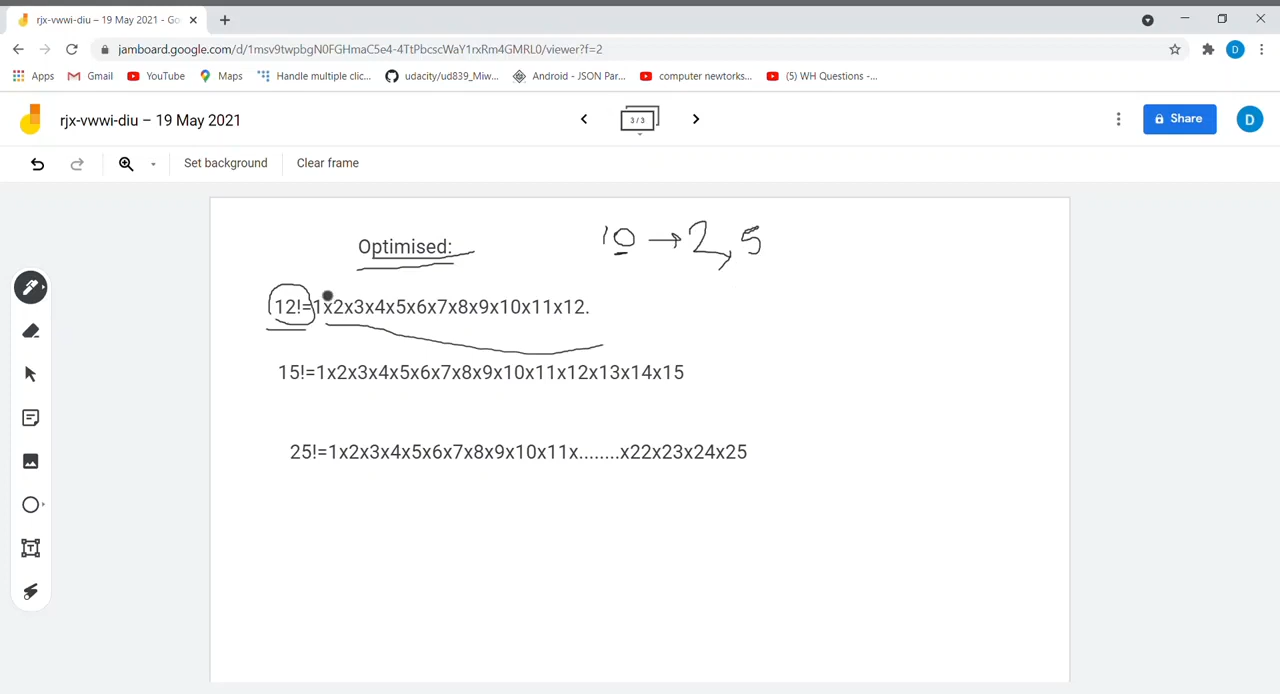 rjx-vwwi-diu – 19 May 2021 - Go
jamboard.google.com/d/1msv9twpbgN0FGHmaC5e4-4TtPbcscWaY1rxRm4GMRL0/viewer?f=2
D
Apps Gmail YouTube Maps Handle multiple clic... udacity/ud839_Miw... Android - JSON Par... computer newtorks... (5) WH Questions -...
rjx-vwwi-diu – 19 May 2021
3 / 3
Share
D
Set background Clear frame
Optimised: 10 → 2, 5
12!=1x2x3x4x5x6x7x8x9x10x11x12.
15!=1x2x3x4x5x6x7x8x9x10x11x12x13x14x15
25!=1x2x3x4x5x6x7x8x9x10x11x........x22x23x24x25
T